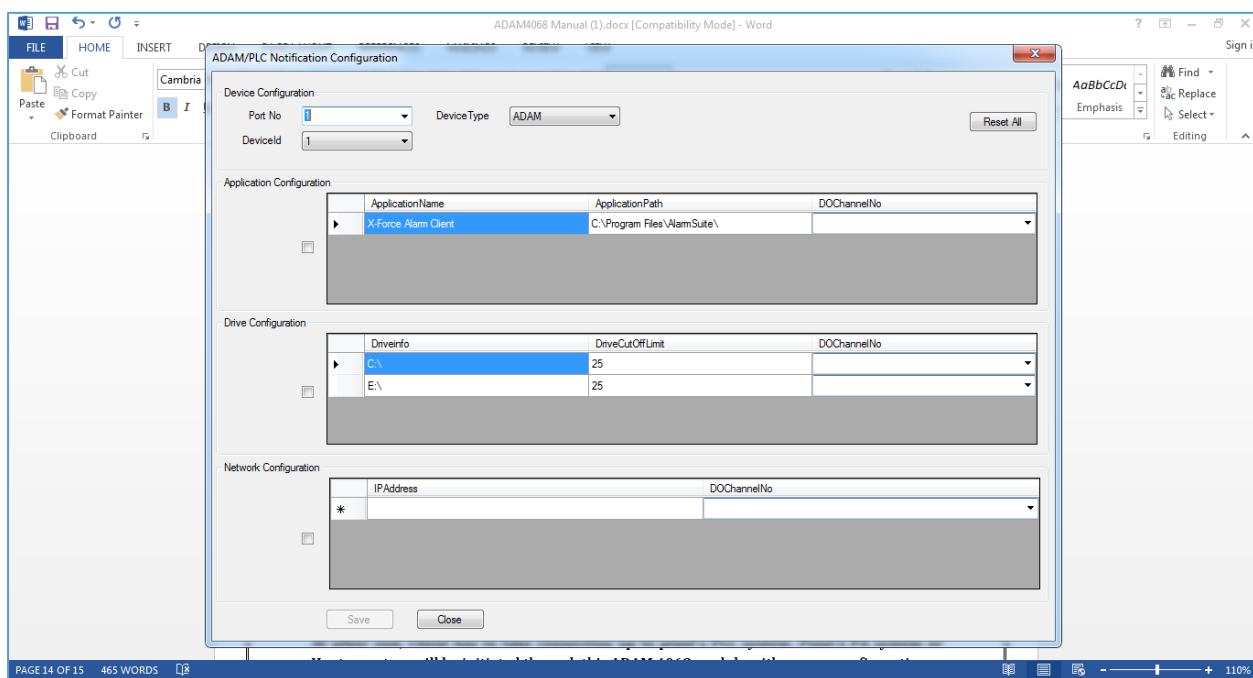 ADAM4068 Manual (1).docx [Compatibility Mode] - Word
?
FILE HOME INSERT
Sign i
Cut
Copy
Format Painter
Paste
Clipboard
Cambria
B I
AaBbCcD
Emphasis
Find
Replace
Select
Editing
ADAM/PLC Notification Configuration
Device Configuration
Port No 1 DeviceType ADAM Reset All
DeviceId 1
Application Configuration
ApplicationName ApplicationPath DOChannelNo
X-Force Alarm Client C:\Program Files\AlarmSuite\
Drive Configuration
Driveinfo DriveCutOffLimit DOChannelNo
C:\ 25
E:\ 25
Network Configuration
IPAddress DOChannelNo
Save Close
PAGE 14 OF 15 465 WORDS 110%